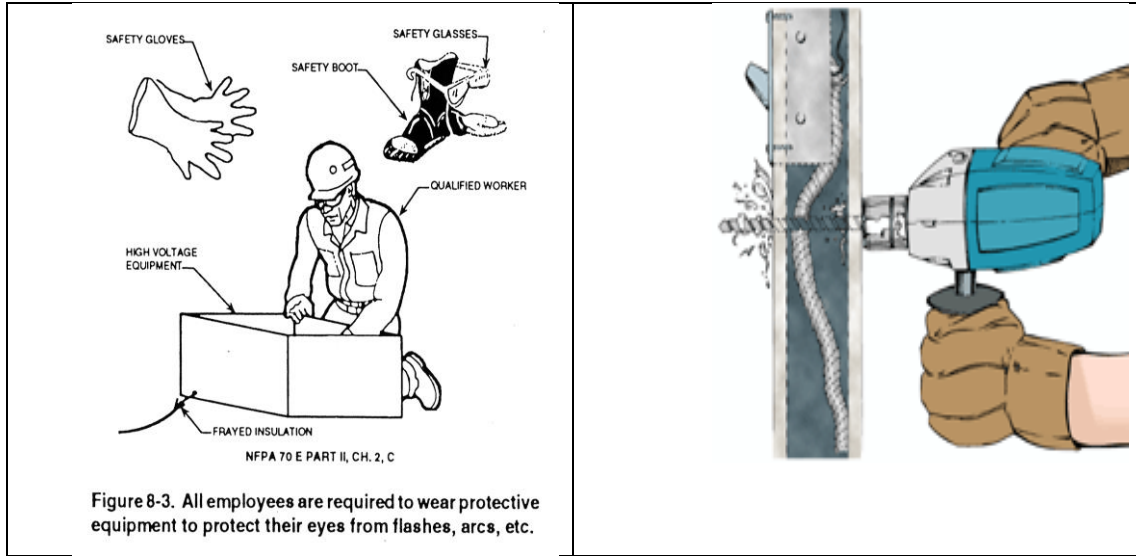 SAFETY GLOVES
SAFETY GLASSES
SAFETY BOOT
QUALIFIED WORKER
HIGH VOLTAGE
EQUIPMENT
FRAYED INSULATION
NFPA 70 E PART II, CH. 2, C
Figure 8-3. All employees are required to wear protective
equipment to protect their eyes from flashes, arcs, etc.